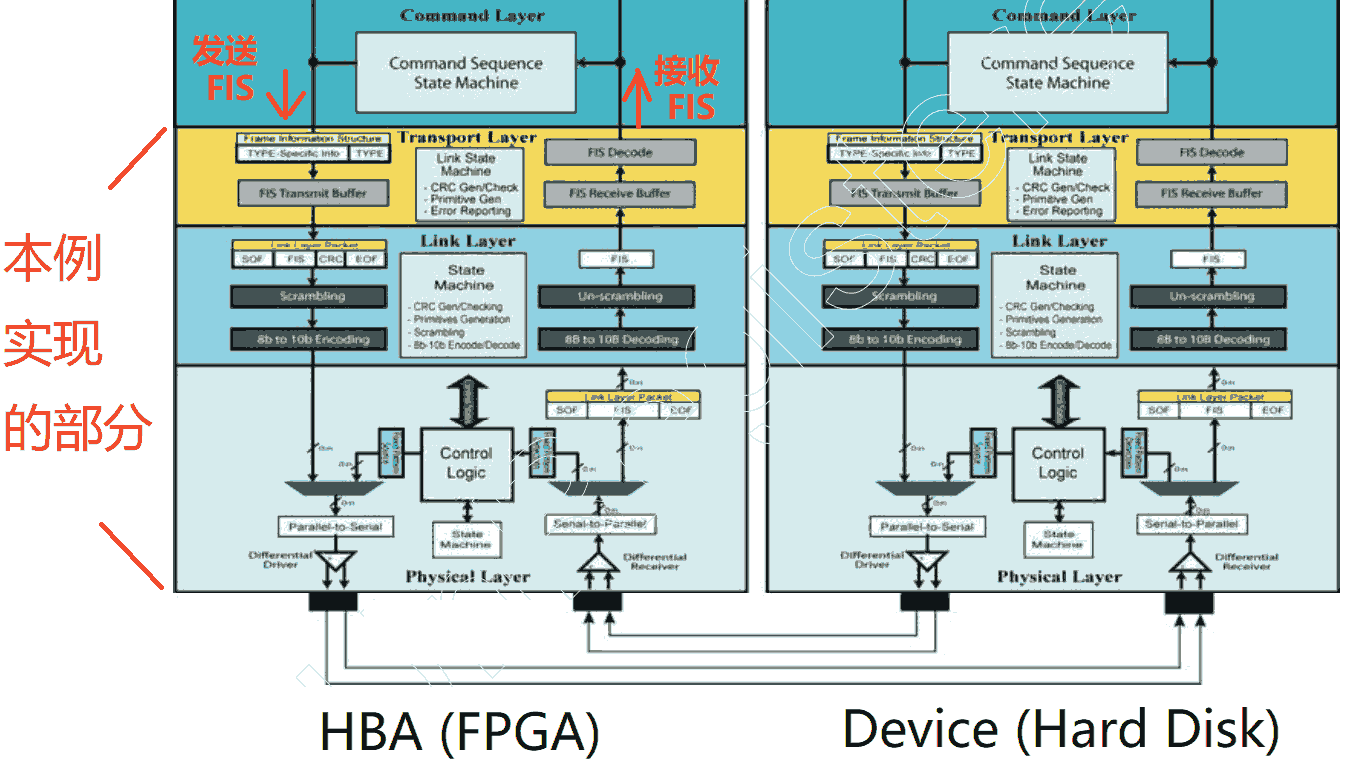 Command Layer
发送
FIS
Command Sequence
State Machine
接收
FIS
Transport Layer
Frame Information Structure
TYPE-Specific Info
TYPE
FIS Transmit Buffer
Link State
Machine
- CRC Gen/Check
- Primitive Gen
- Error Reporting
FIS Decode
FIS Receive Buffer
Link Layer
Link Layer Packet
SOF
FIS
CRC
EOF
Scrambling
8b to 10b Encoding
State
Machine
- CRC Gen/Checking
- Primitives Generation
- Scrambling
- 8b-10b Encode/Decode
FIS
Un-scrambling
8B to 10B Decoding
本例
实现
的部分
Link Layer Packet
SOF
FIS
EOF
Control
Logic
Parallel-to-Serial
State
Machine
Serial-to-Parallel
Differential
Driver
Differential
Receiver
Physical Layer
HBA (FPGA)
Command Layer
Command Sequence
State Machine
Transport Layer
Frame Information Structure
TYPE-Specific Info
TYPE
FIS Transmit Buffer
Link State
Machine
- CRC Gen/Check
- Primitive Gen
- Error Reporting
FIS Decode
FIS Receive Buffer
Link Layer
Link Layer Packet
SOF
FIS
CRC
EOF
Scrambling
8b to 10b Encoding
State
Machine
- CRC Gen/Checking
- Primitives Generation
- Scrambling
- 8b-10b Encode/Decode
FIS
Un-scrambling
8B to 10B Decoding
Link Layer Packet
SOF
FIS
EOF
Control
Logic
Parallel-to-Serial
State
Machine
Serial-to-Parallel
Differential
Driver
Differential
Receiver
Physical Layer
Device (Hard Disk)